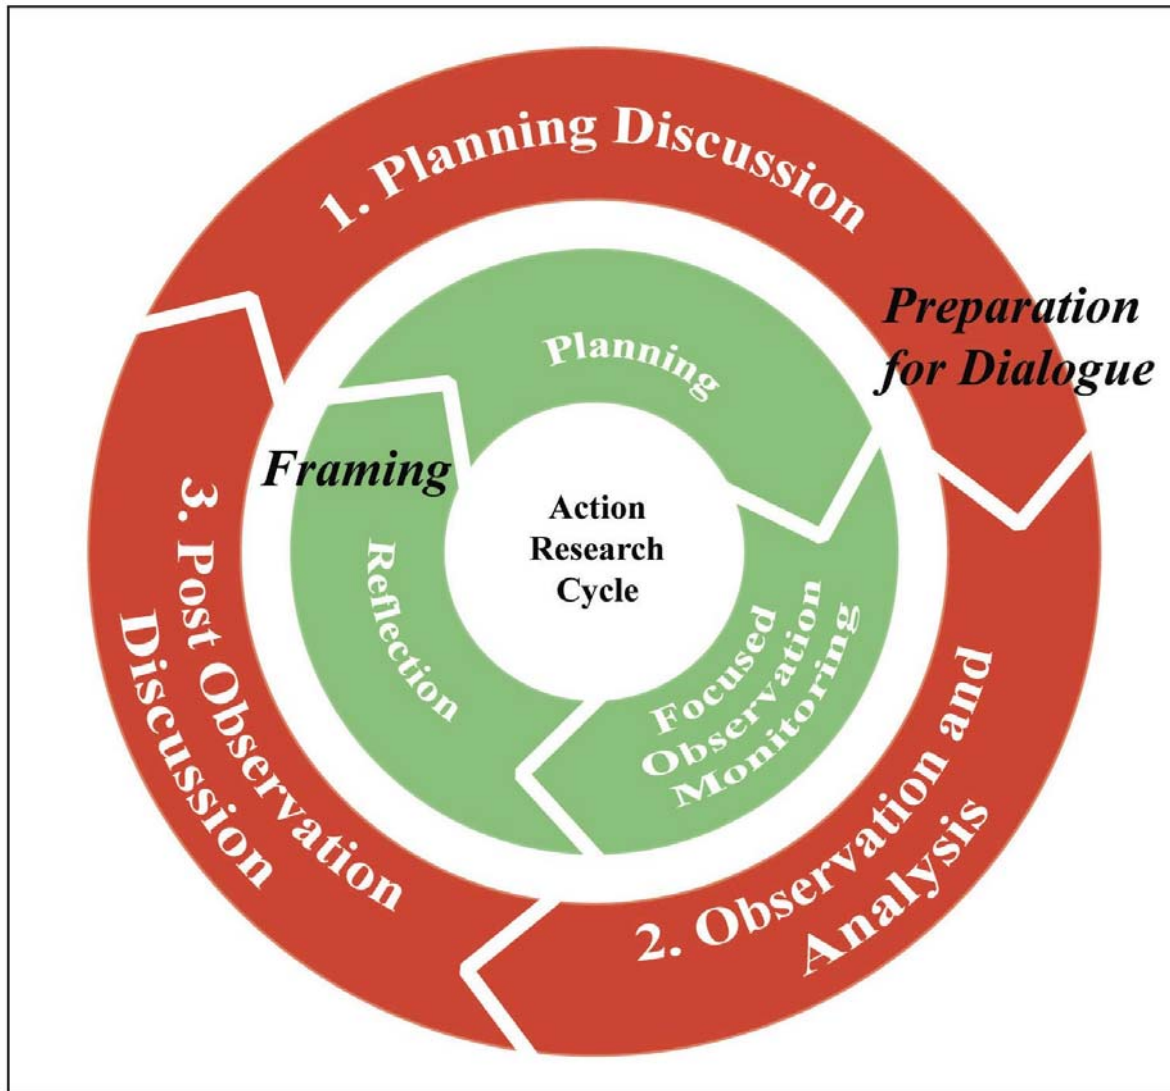 1. Planning Discussion
Preparation
for Dialogue
Planning
Framing
Action
Research
Cycle
Reflection
Focused
Observation
Monitoring
2. Observation and
Analysis
3. Post Observation
Discussion